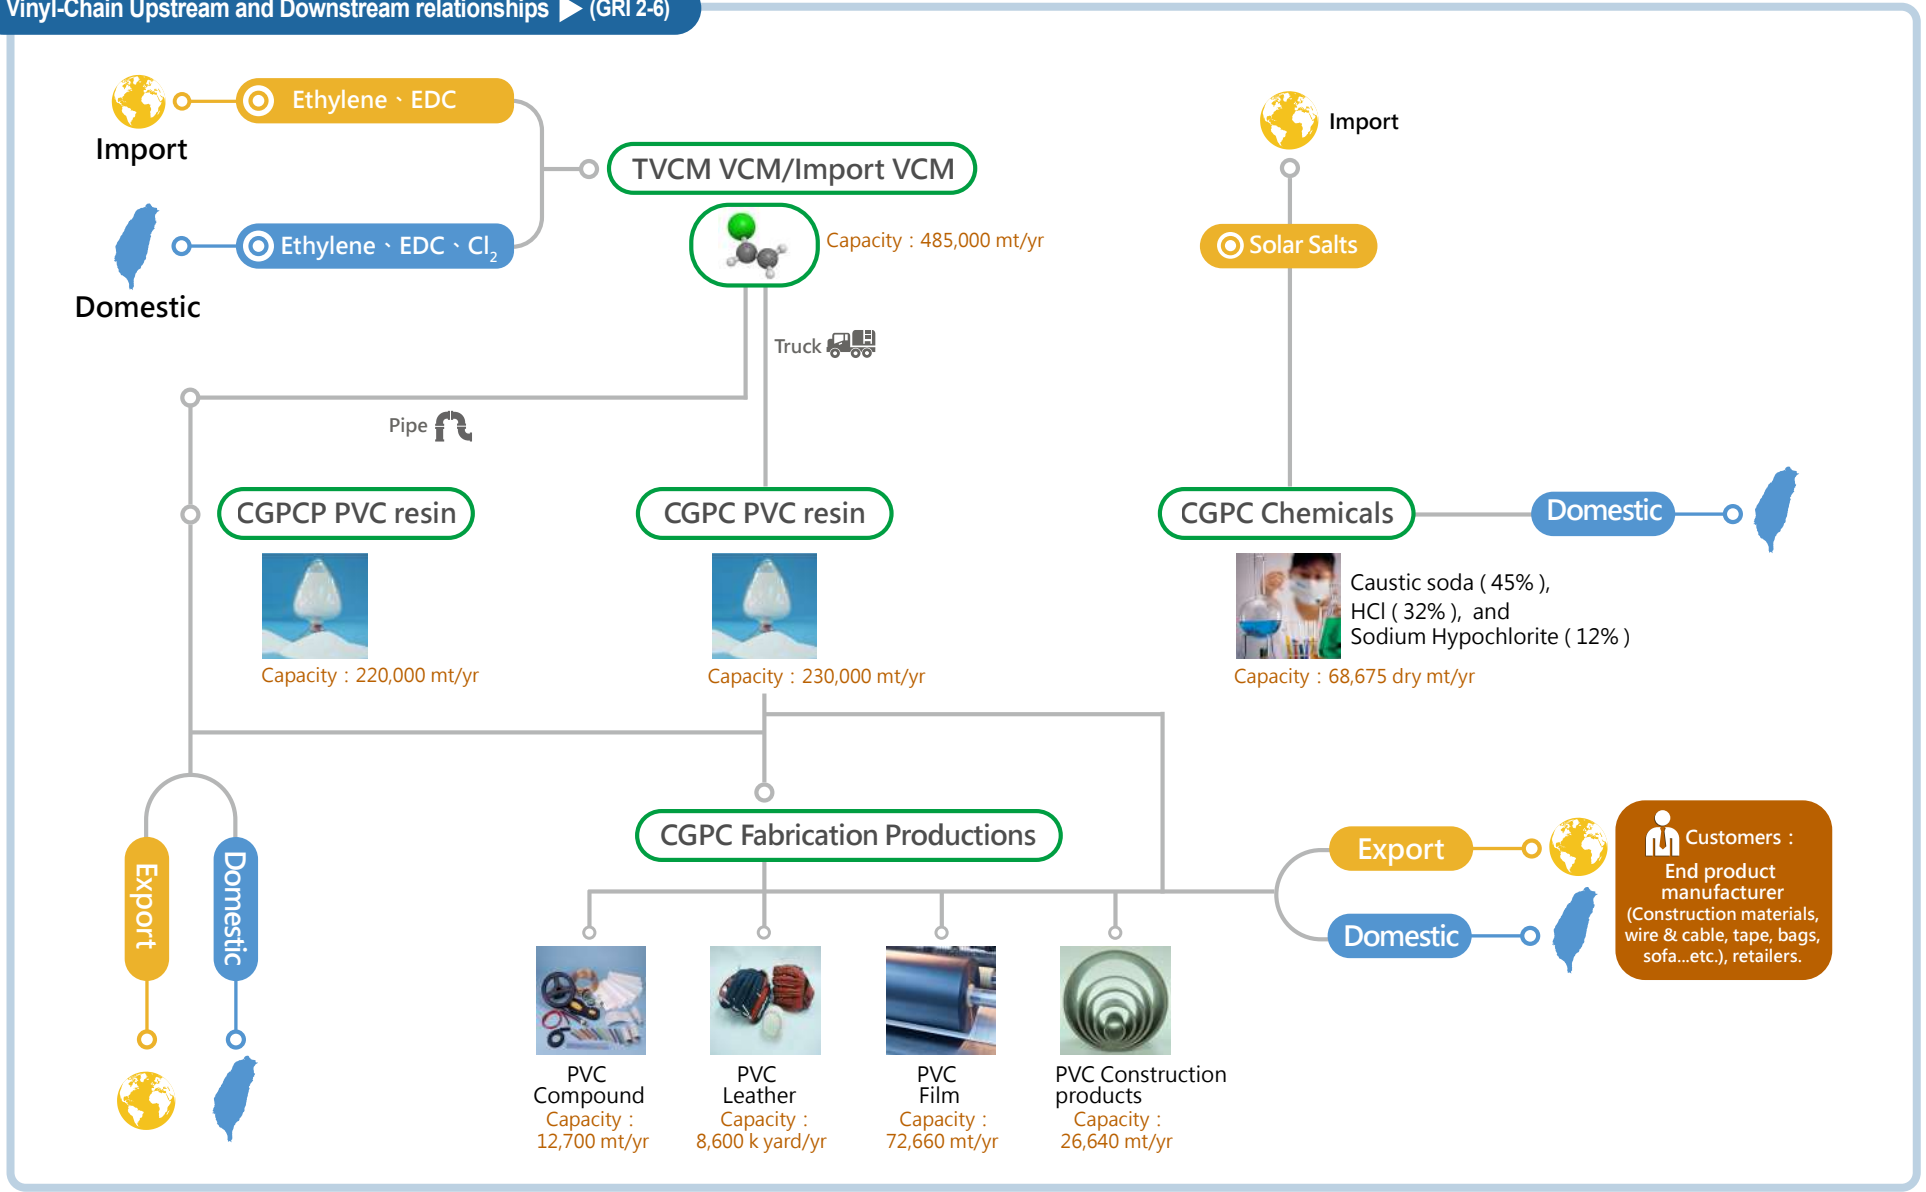 Vinyl-Chain Upstream and Downstream relationships ▶ (GRI 2-6)
Import
Ethylene、EDC
Domestic
Ethylene、EDC、Cl₂
TVCM VCM/Import VCM
Capacity：485,000 mt/yr
Truck
Pipe
Import
Solar Salts
CGPCP PVC resin
Capacity：220,000 mt/yr
CGPC PVC resin
Capacity：230,000 mt/yr
CGPC Chemicals
Domestic
Caustic soda ( 45% ),
HCl ( 32% ), and
Sodium Hypochlorite ( 12% )
Capacity：68,675 dry mt/yr
Export
Domestic
CGPC Fabrication Productions
PVC
Compound
Capacity：
12,700 mt/yr
PVC
Leather
Capacity：
8,600 k yard/yr
PVC
Film
Capacity：
72,660 mt/yr
PVC Construction
products
Capacity：
26,640 mt/yr
Export
Domestic
Customers：
End product
manufacturer
(Construction materials,
wire & cable, tape, bags,
sofa...etc.), retailers.